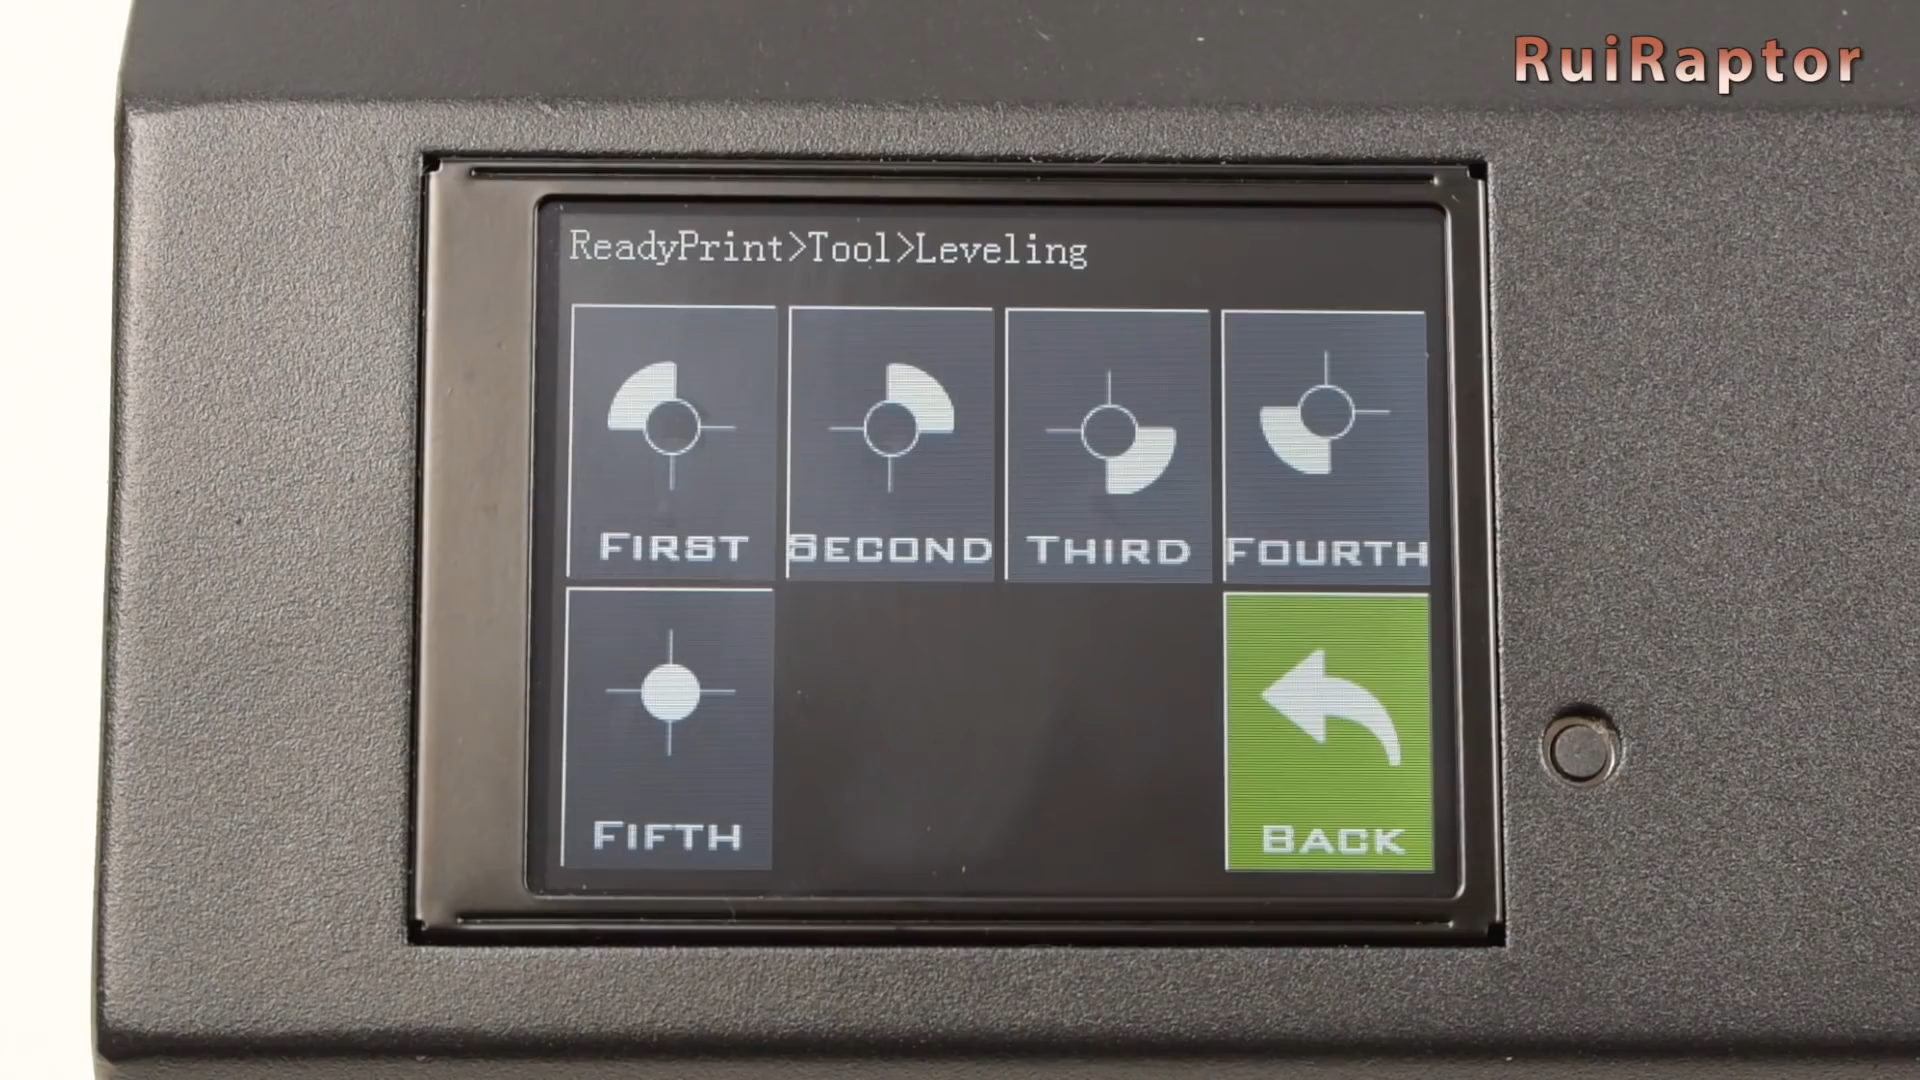 RuiRaptor
ReadyPrint>Tool>Leveling
First
Second
Third
Fourth
Fifth
Back